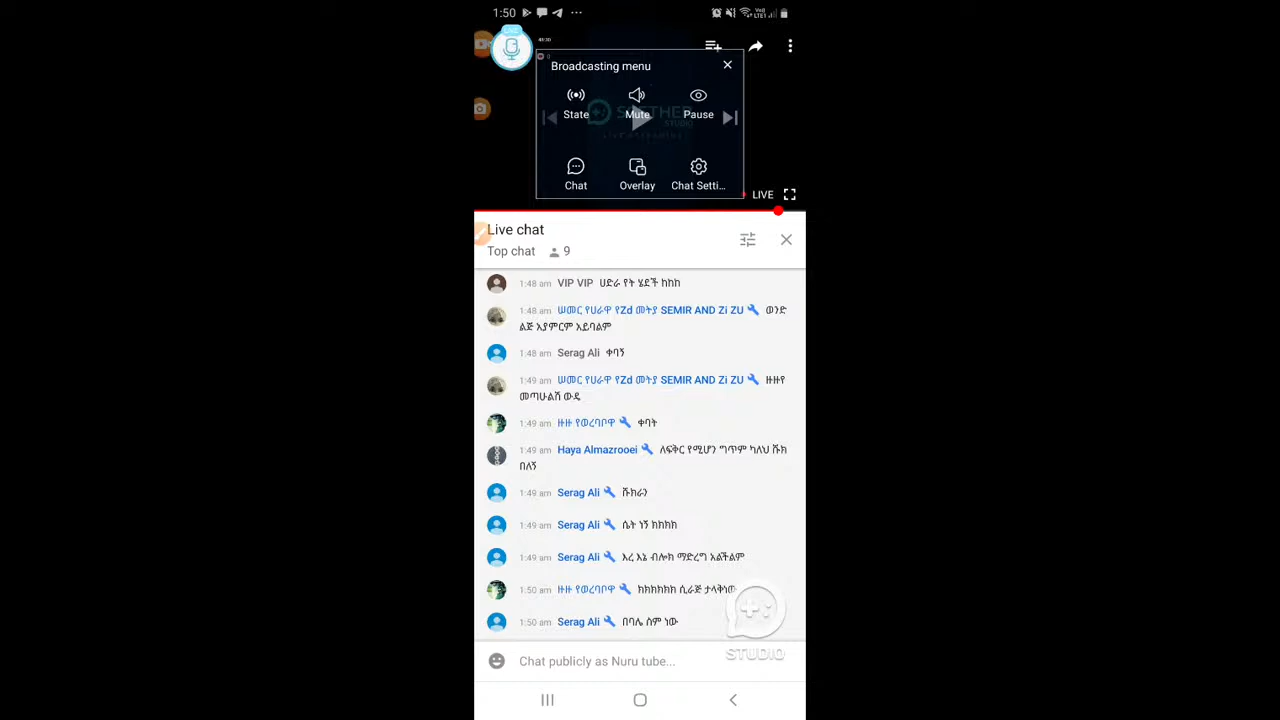 1:50
LIVE
Broadcasting menu
State
Mute
Pause
Chat
Overlay
Chat Setti...
LIVE
Live chat
Top chat 9
1:48 am VIP VIP ሀድራ የት ሄደች ከከከ
1:48 am ሠመር የሀራዋ የZd መትያ SEMIR AND Zi ZU ወንድ
ልጅ አያምርም አይባልም
1:48 am Serag Ali ቀባኝ
1:49 am ሠመር የሀራዋ የZd መትያ SEMIR AND Zi ZU ዙዙየ
መጣሁልሽ ውዴ
1:49 am ዙዙ የወረባቦዋ ቀባት
1:49 am Haya Almazrooei ለፍቅር የሚሆን ግጥም ካለህ ሹክ
በለኝ
1:49 am Serag Ali ሹክራን
1:49 am Serag Ali ሴት ነኝ ከከከከ
1:49 am Serag Ali እረ እኔ ብሎክ ማድረግ አልችልም
1:50 am ዙዙ የወረባቦዋ ከከከከከከ ሲራጅ ታላቅነው
1:50 am Serag Ali በባሌ ስም ነው
STUDIO
Chat publicly as Nuru tube...